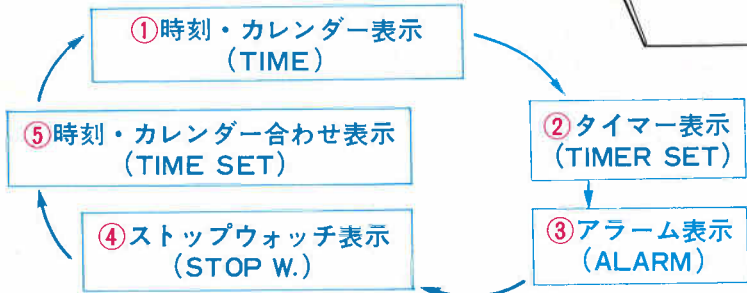 ①時刻・カレンダー表示
(TIME)
②タイマー表示
(TIMER SET)
③アラーム表示
(ALARM)
④ストップウォッチ表示
(STOP W.)
⑤時刻・カレンダー合わせ表示
(TIME SET)